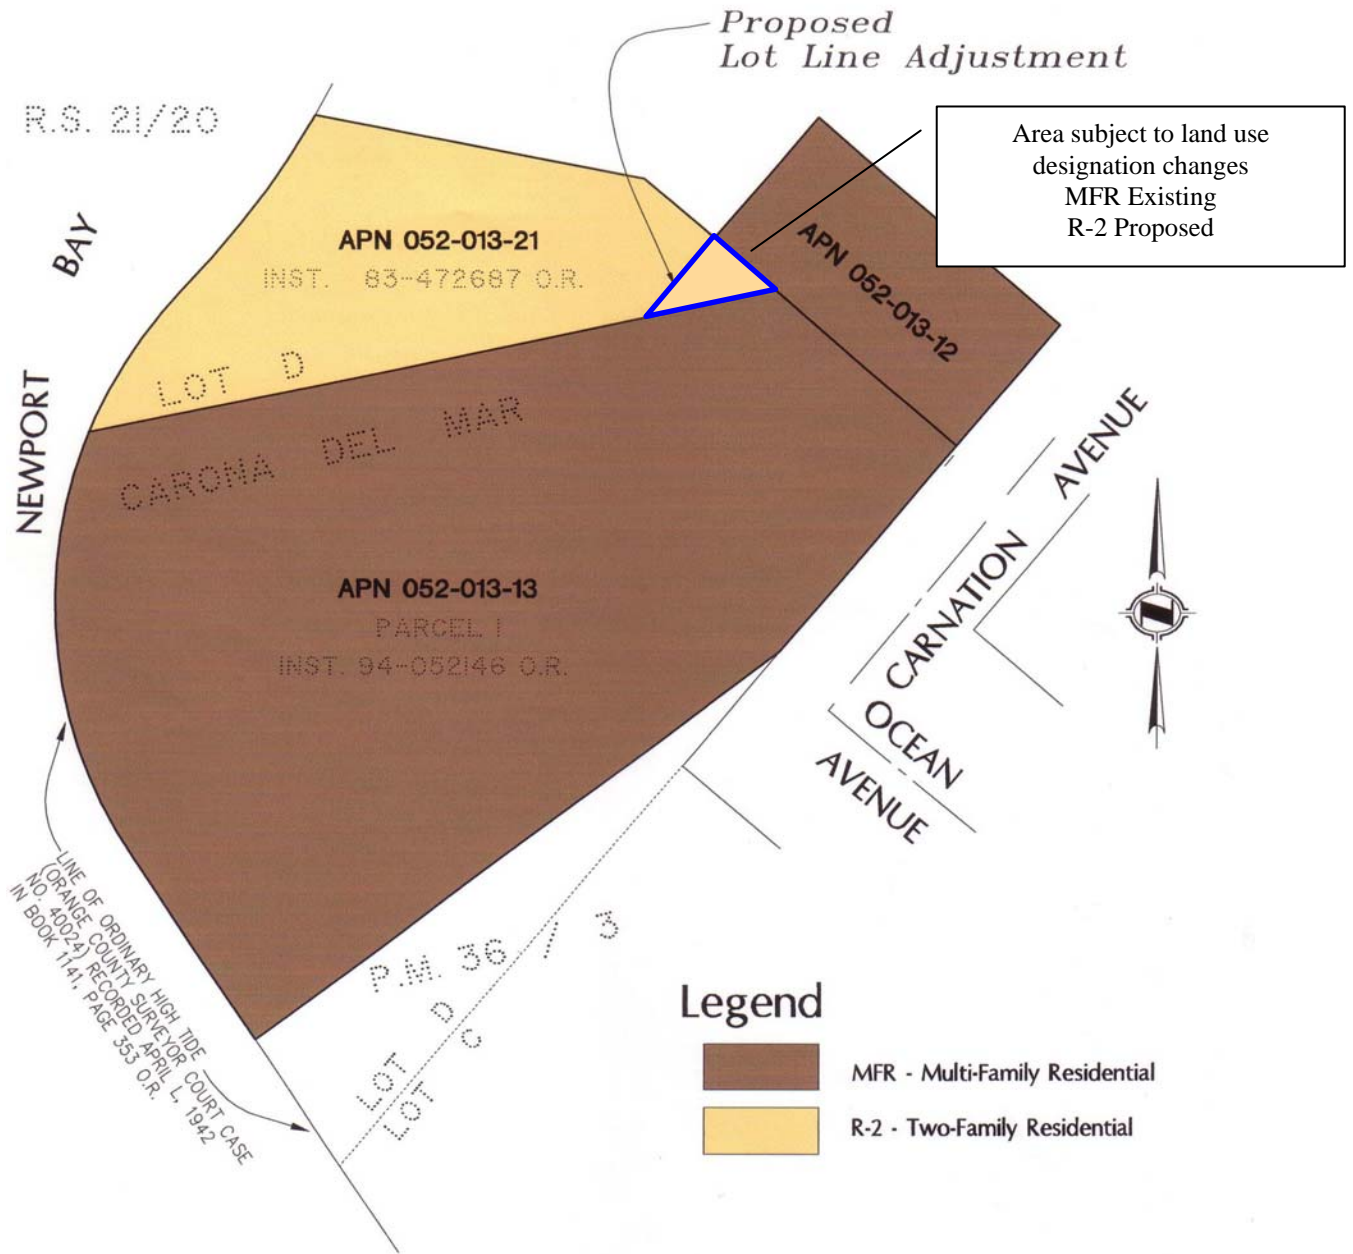 Proposed
Lot Line Adjustment
R.S. 21/20
Area subject to land use
designation changes
MFR Existing
R-2 Proposed
BAY
NEWPORT
APN 052-013-21
INST. 83-472687 O.R.
APN 052-013-12
LOT D
CARONA DEL MAR
APN 052-013-13
PARCEL 1
INST. 94-052146 O.R.
CARNATION AVENUE
OCEAN
AVENUE
LINE OF ORDINARY HIGH TIDE
(ORANGE COUNTY SURVEYOR COURT CASE
NO. 40024) RECORDED APRIL L, 1942
IN BOOK 1141, PAGE 353 O.R.
P.M. 36 / 3
LOT D
LOT C
Legend
MFR - Multi-Family Residential
R-2 - Two-Family Residential